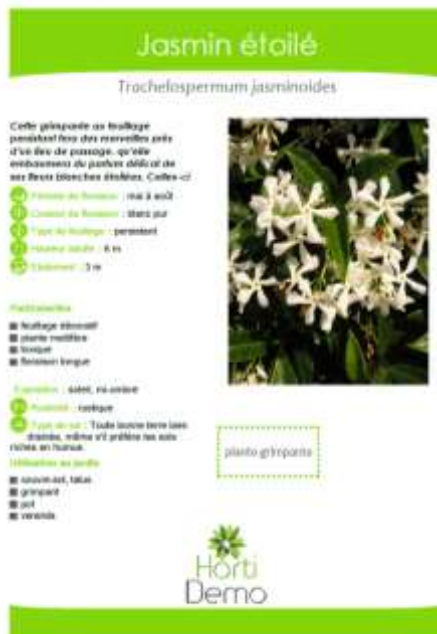 Jasmin étoilé
Trachelospermum jasminoides
Cette grimpante au feuillage
persistant fera des merveilles près
d'un lieu de passage, qu'elle
embaumera du parfum délicat de
ses fleurs blanches étoilées. Celles-ci
Période de floraison : mai à août
Couleur de floraison : blanc pur
Type de feuillage : persistant
Hauteur adulte : 6 m
Etalement : 3 m
Particularités
feuillage décoratif
plante mellifère
floraison longue
Exposition : soleil, mi-ombre
Rusticité : rustique
Type de sol : Toute bonne terre bien
drainée, même s'il préfère les sols
riches en humus.
Utilisation au jardin
couvre-sol, talus
grimpant
pot
veranda
plante grimpante
Horti
Demo